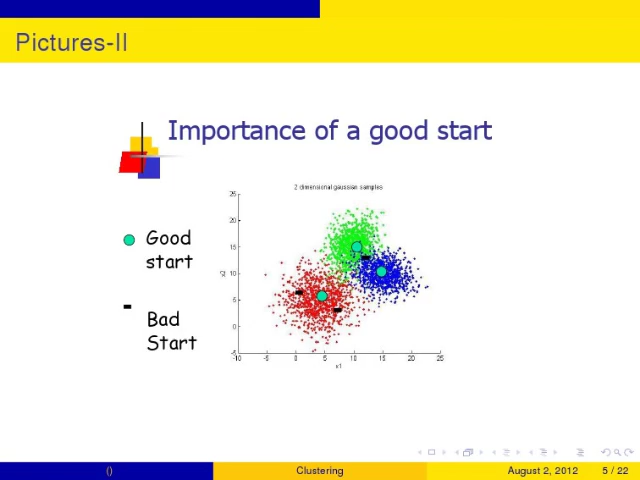 Pictures-II
Importance of a good start
2 dimensional gaussian samples
25
20
15
10
5
0
-5
x2
-10 -5 0 5 10 15 20 25
x1
Good
start
Bad
Start
() Clustering August 2, 2012 5 / 22